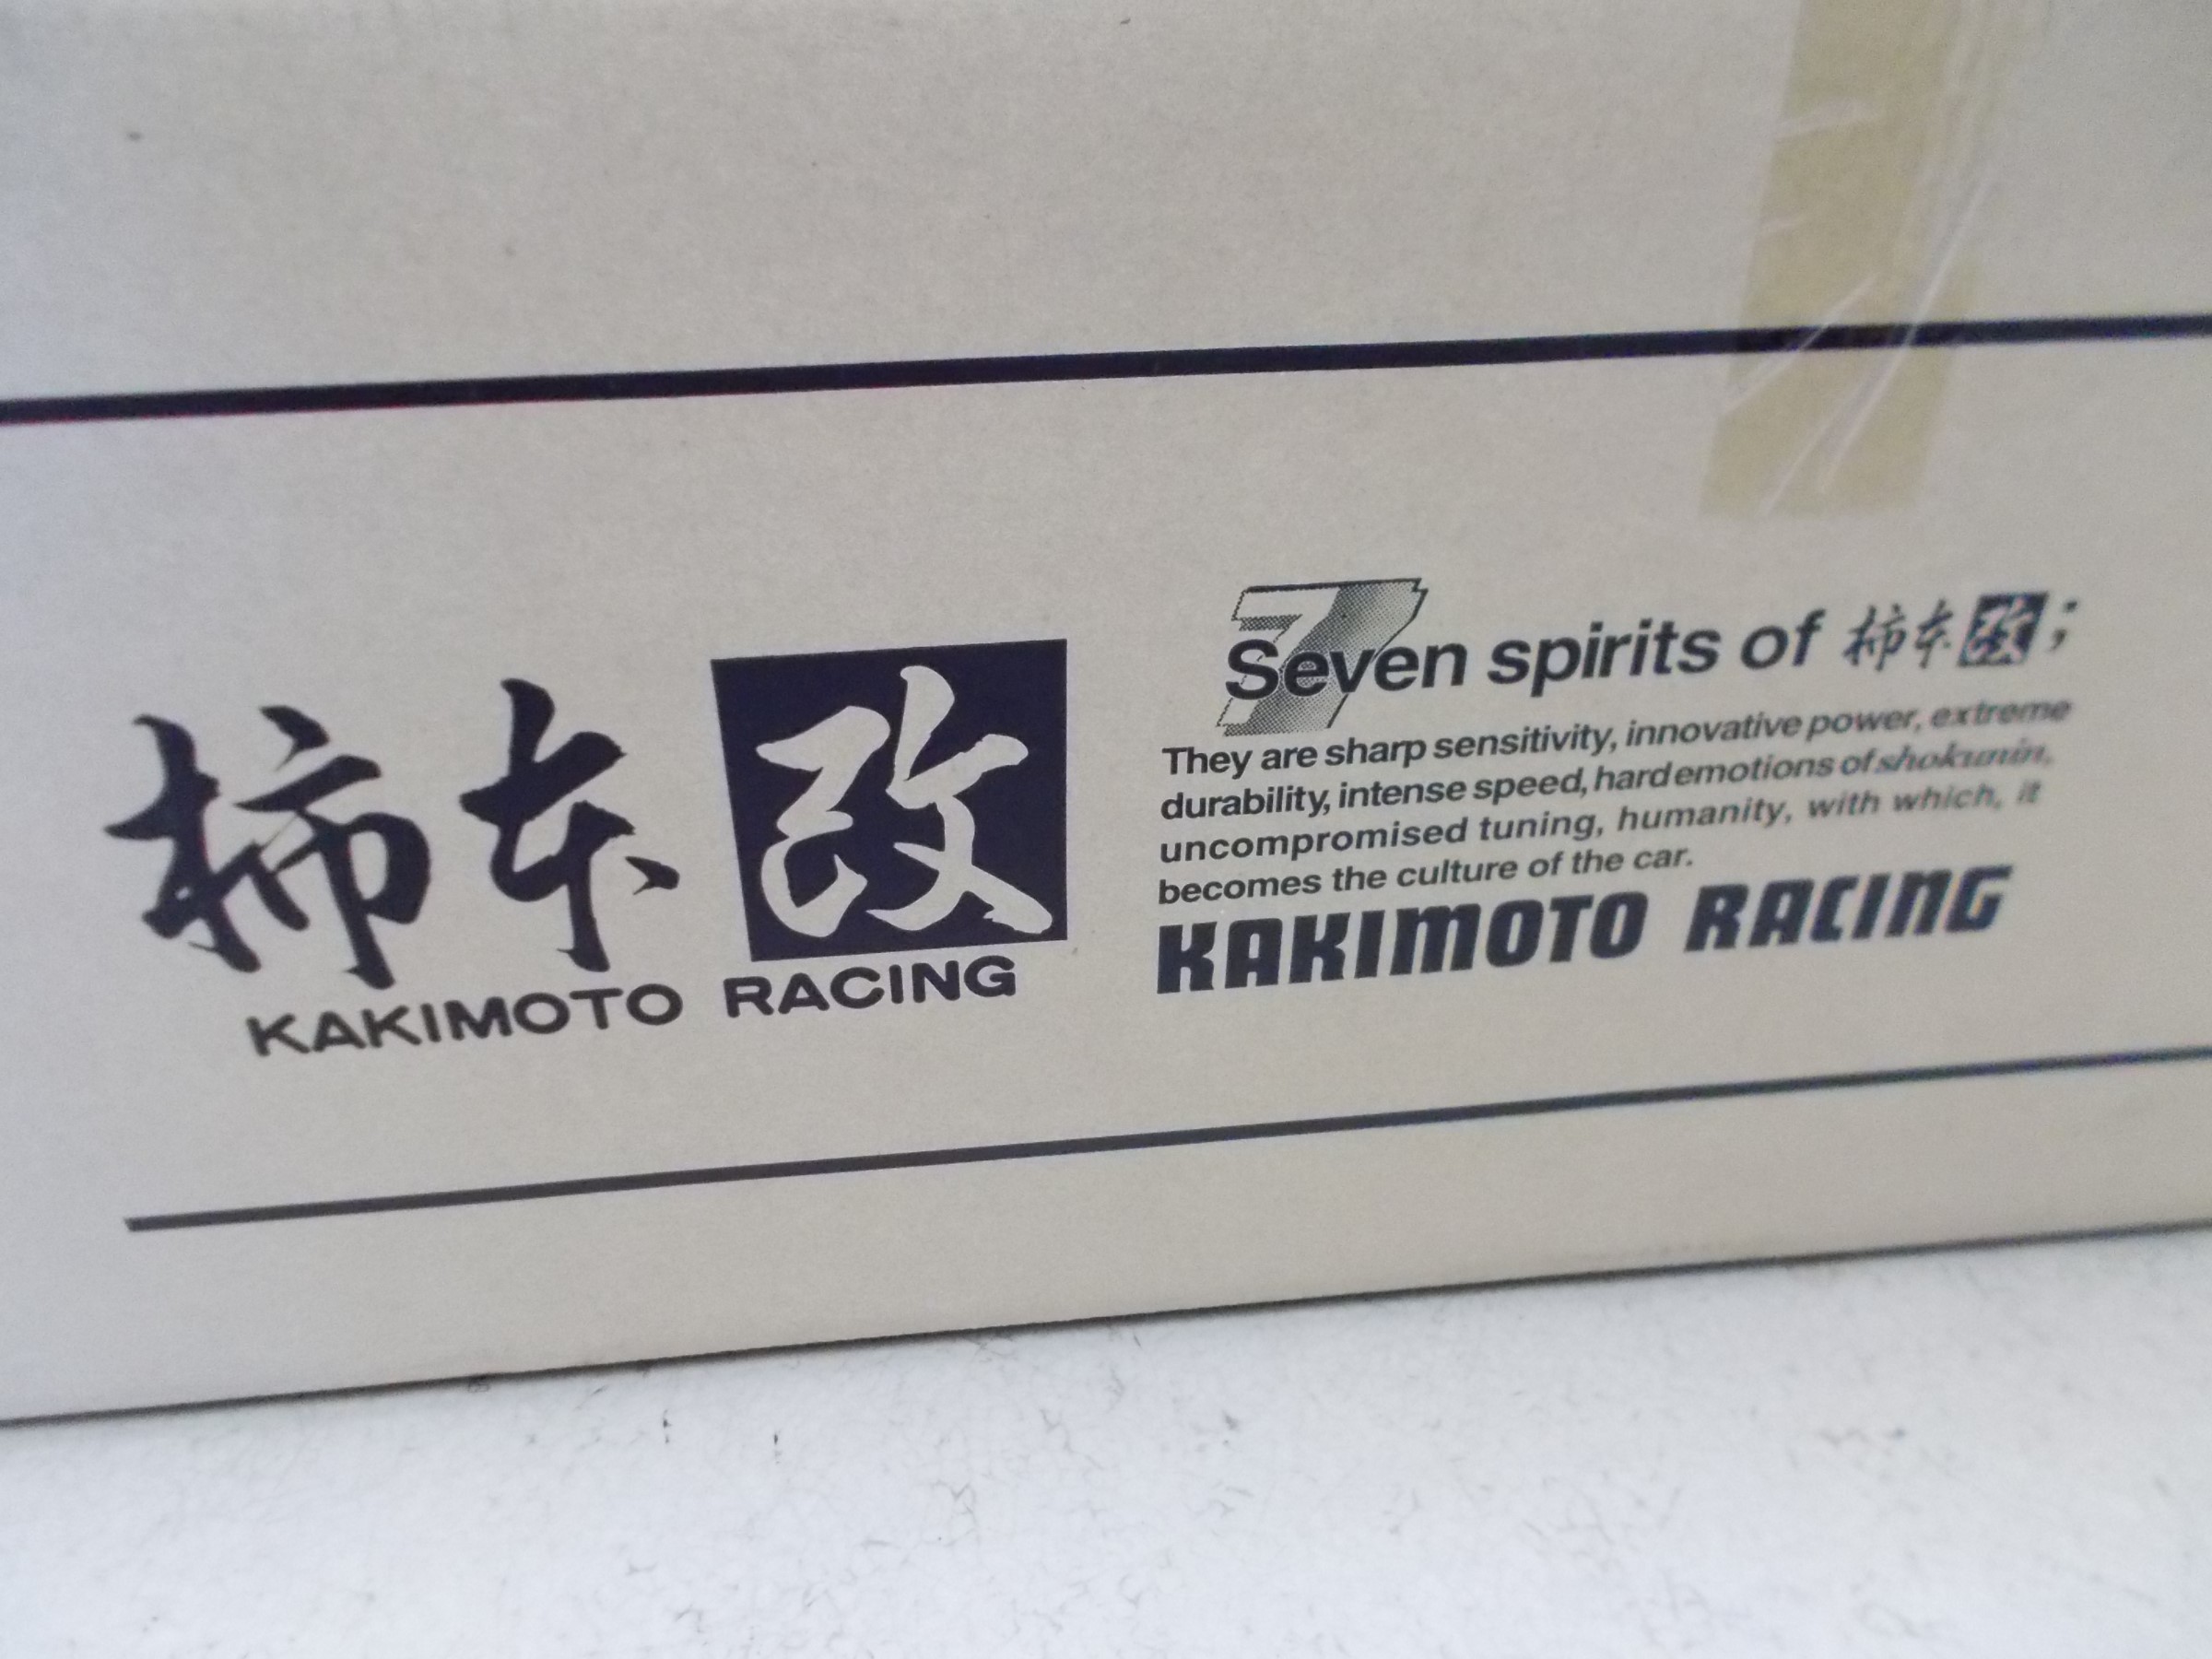 柿本改
KAKIMOTO RACING
7
Seven spirits of 柿本改;
They are sharp sensitivity, innovative power, extreme
durability, intense speed, hard emotions of shokunin,
uncompromised tuning, humanity, with which, it
becomes the culture of the car.
KAKIMOTO RACING